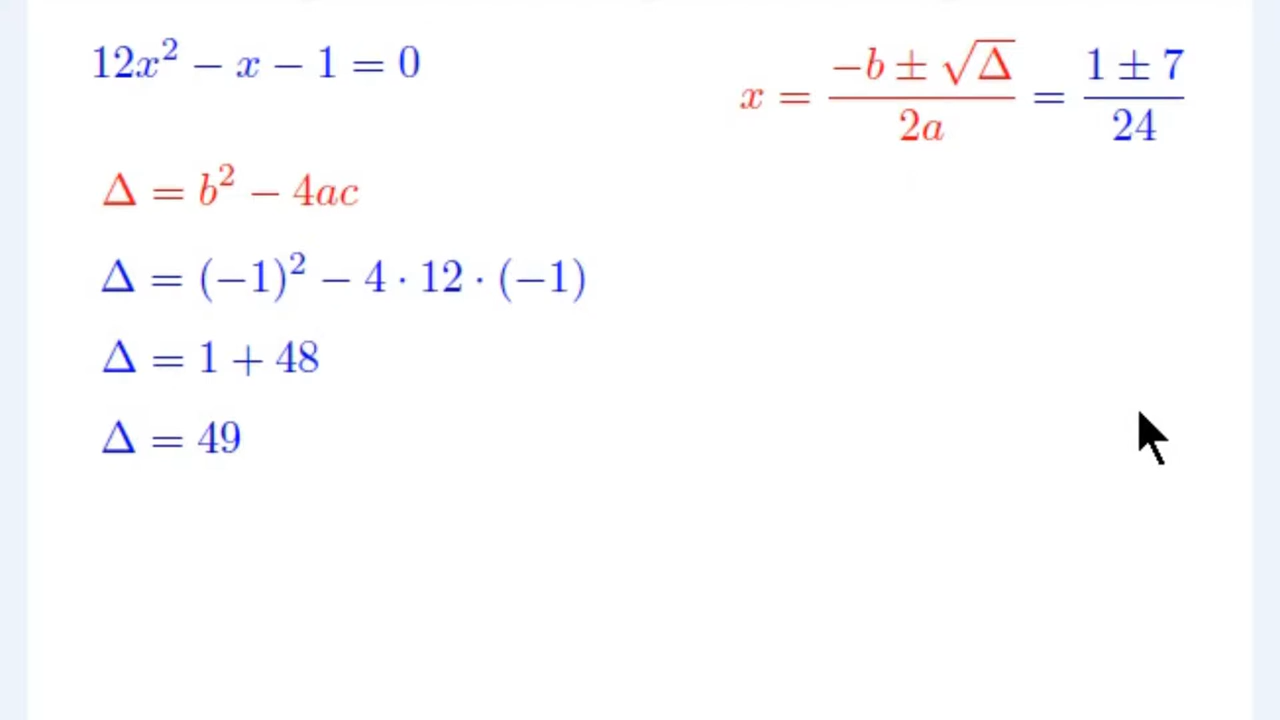 12x² − x − 1 = 0
x = (−b ± √Δ)/(2a) = (1 ± 7)/24
Δ = b² − 4ac
Δ = (−1)² − 4 · 12 · (−1)
Δ = 1 + 48
Δ = 49